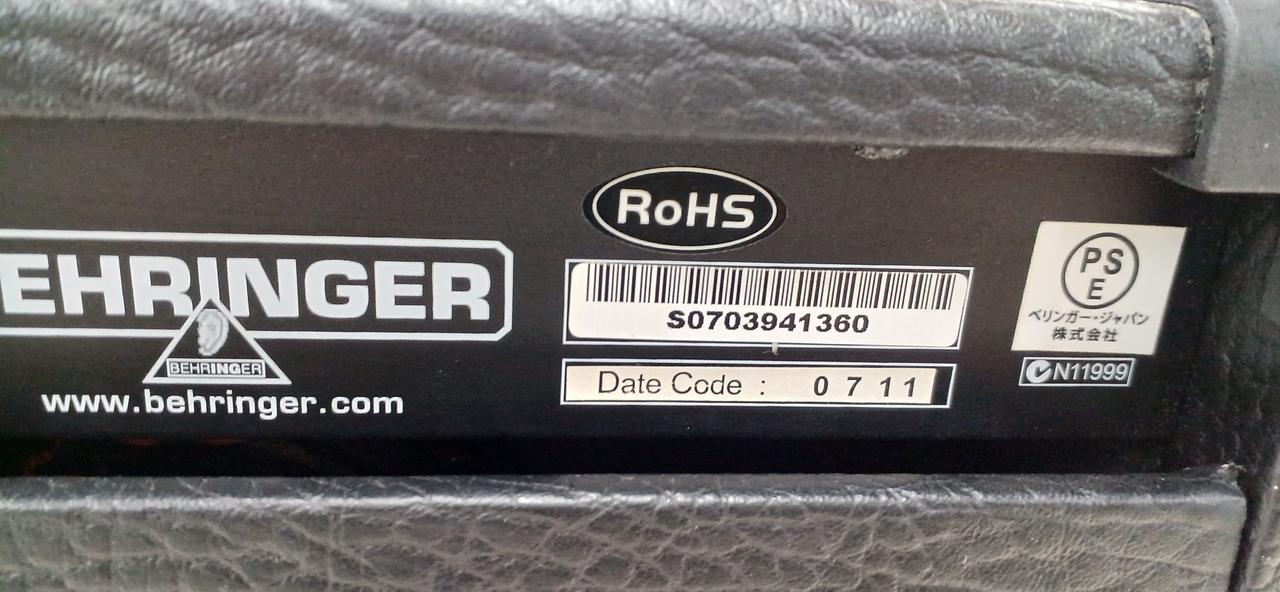 RoHS
EHRINGER
BEHRINGER
www.behringer.com
S0703941360
Date Code : 0711
PS
E
ベリンガー・ジャパン
株式会社
N11999